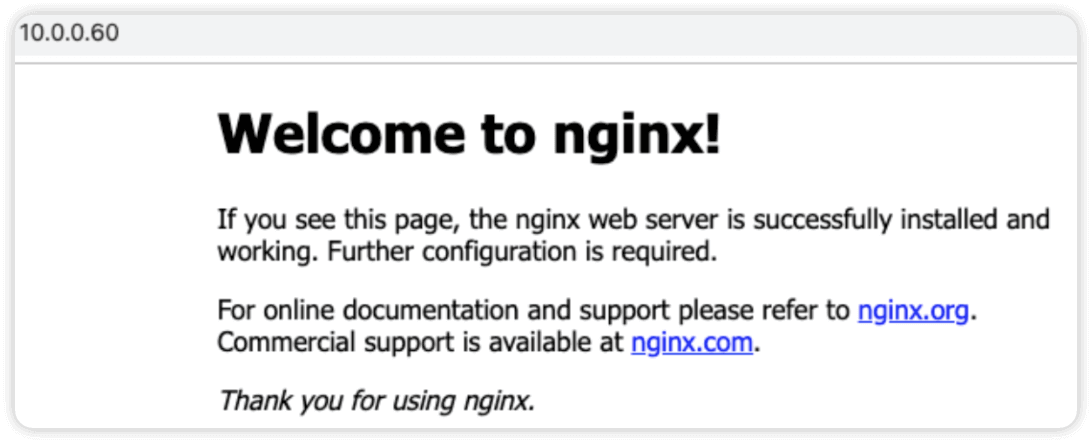 10.0.0.60
Welcome to nginx!
If you see this page, the nginx web server is successfully installed and
working. Further configuration is required.
For online documentation and support please refer to nginx.org.
Commercial support is available at nginx.com.
Thank you for using nginx.